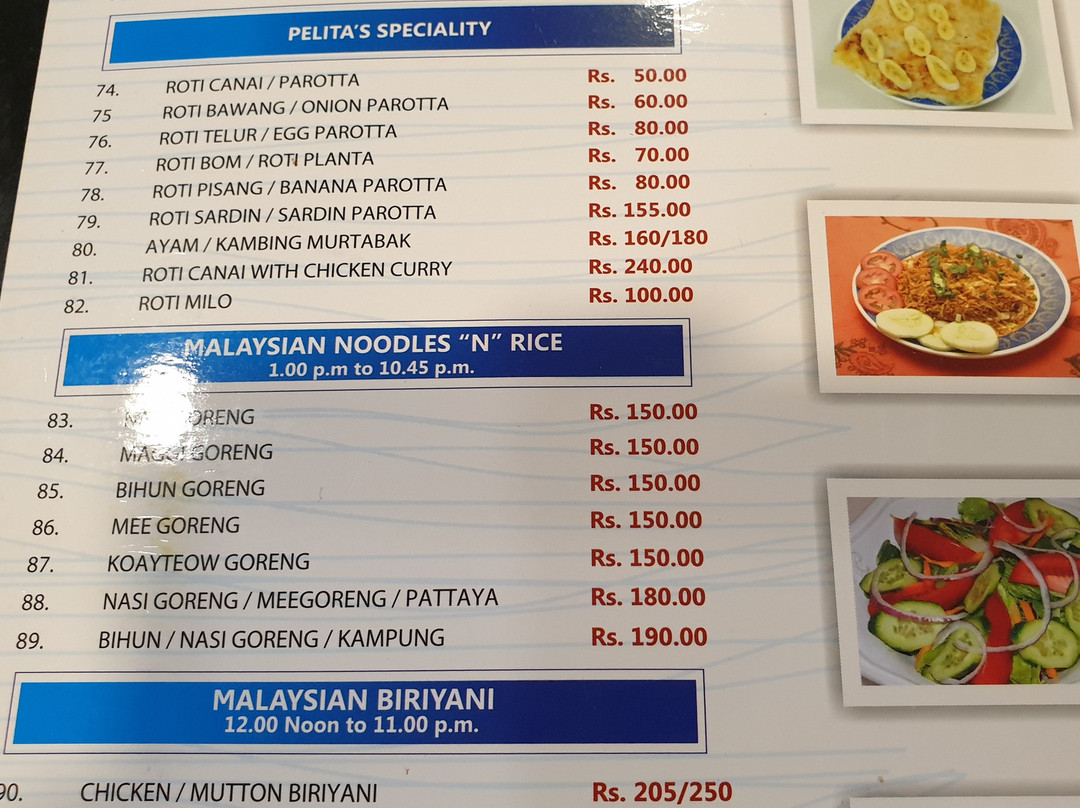 PELITA'S SPECIALITY
74. ROTI CANAI / PAROTTA Rs. 50.00
75 ROTI BAWANG / ONION PAROTTA Rs. 60.00
76. ROTI TELUR / EGG PAROTTA Rs. 80.00
77. ROTI BOM / ROTI PLANTA Rs. 70.00
78. ROTI PISANG / BANANA PAROTTA Rs. 80.00
79. ROTI SARDIN / SARDIN PAROTTA Rs. 155.00
80. AYAM / KAMBING MURTABAK Rs. 160/180
81. ROTI CANAI WITH CHICKEN CURRY Rs. 240.00
82. ROTI MILO Rs. 100.00
MALAYSIAN NOODLES "N" RICE
1.00 p.m to 10.45 p.m.
83. GORENG Rs. 150.00
84. MAGGI GORENG Rs. 150.00
85. BIHUN GORENG Rs. 150.00
86. MEE GORENG Rs. 150.00
87. KOAYTEOW GORENG Rs. 150.00
88. NASI GORENG / MEEGORENG / PATTAYA Rs. 180.00
89. BIHUN / NASI GORENG / KAMPUNG Rs. 190.00
MALAYSIAN BIRIYANI
12.00 Noon to 11.00 p.m.
90. CHICKEN / MUTTON BIRIYANI Rs. 205/250